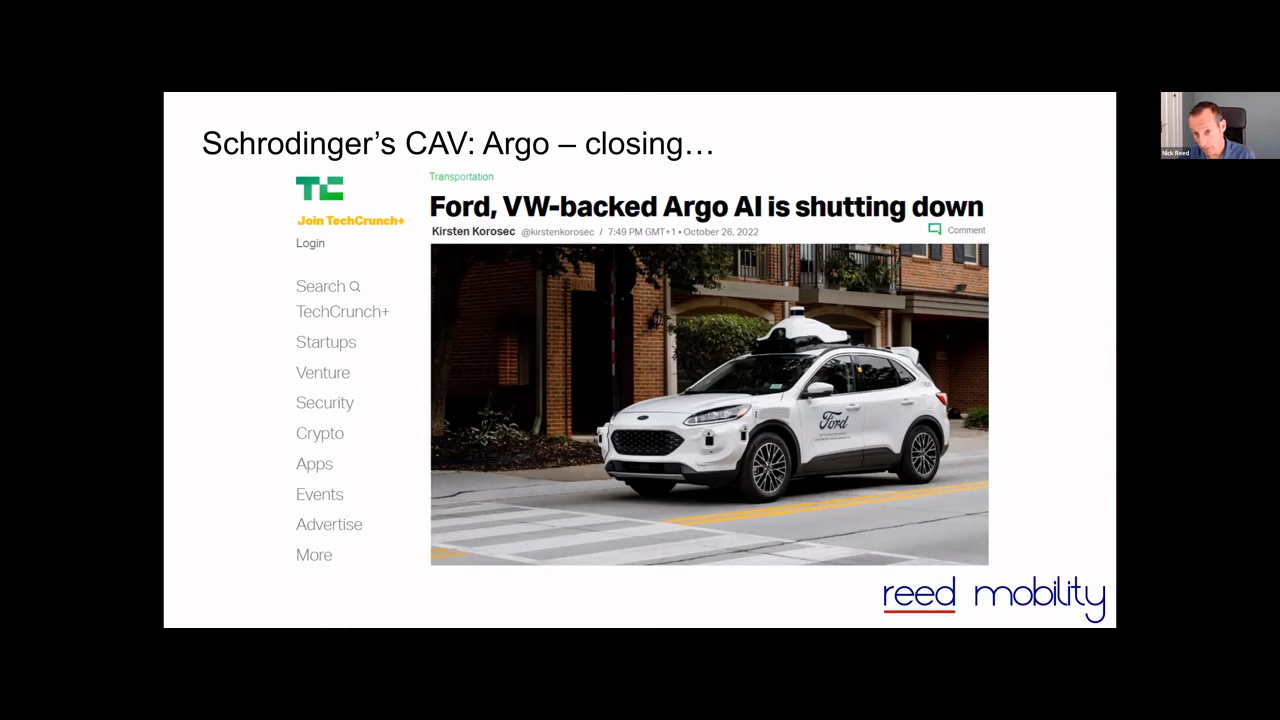 Schrodinger's CAV: Argo – closing…
TC
Join TechCrunch+
Login
Search
TechCrunch+
Startups
Venture
Security
Crypto
Apps
Events
Advertise
More
Transportation
Ford, VW-backed Argo AI is shutting down
Kirsten Korosec @kirstenkorosec / 7:49 PM GMT+1 • October 26, 2022
Comment
Ford
reed mobility
Nick Reed